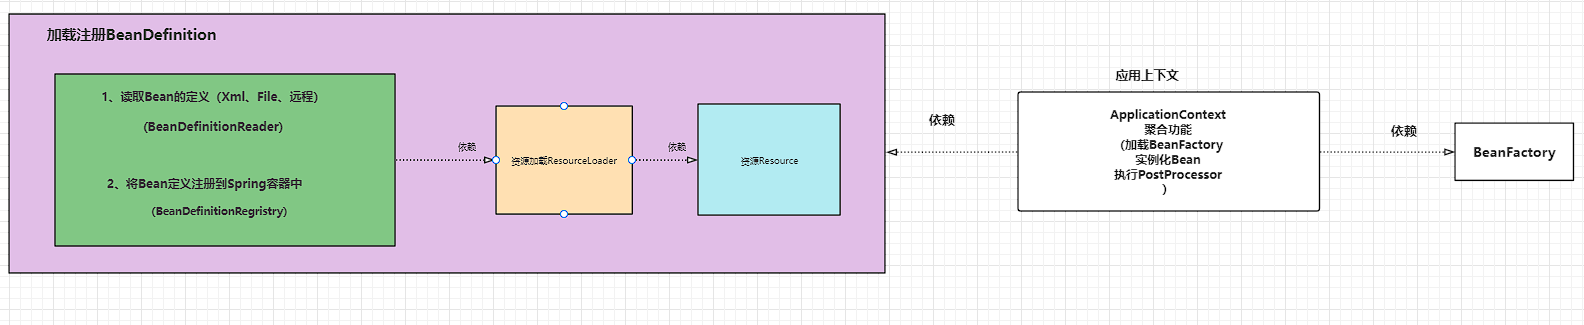 加载注册BeanDefinition
1、读取Bean的定义（Xml、File、远程）
(BeanDefinitionReader)
2、将Bean定义注册到Spring容器中
(BeanDefinitionRegristry)
依赖
资源加载ResourceLoader
依赖
资源Resource
依赖
应用上下文
ApplicationContext
聚合功能
（加载BeanFactory
实例化Bean
执行PostProcessor
）
依赖
BeanFactory